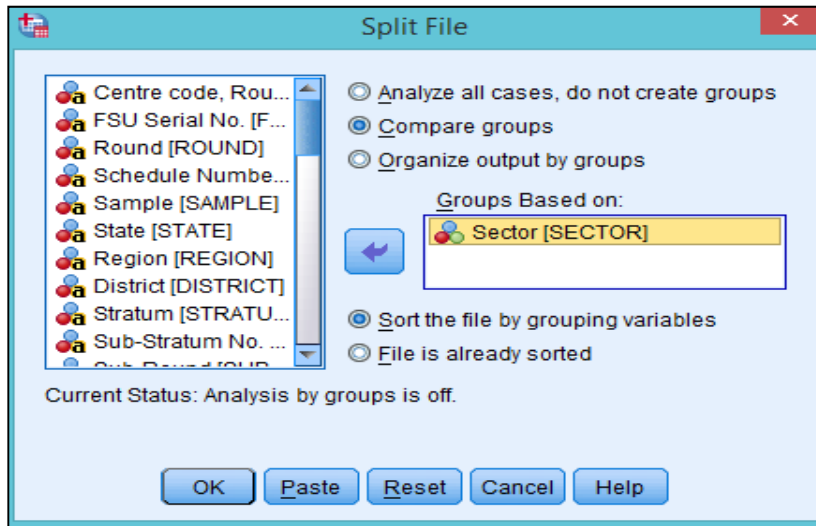 Split File
Centre code, Rou...
FSU Serial No. [F...
Round [ROUND]
Schedule Numbe...
Sample [SAMPLE]
State [STATE]
Region [REGION]
District [DISTRICT]
Stratum [STRATU...
Sub-Stratum No. ...
Analyze all cases, do not create groups
Compare groups
Organize output by groups
Groups Based on:
Sector [SECTOR]
Sort the file by grouping variables
File is already sorted
Current Status: Analysis by groups is off.
OK Paste Reset Cancel Help